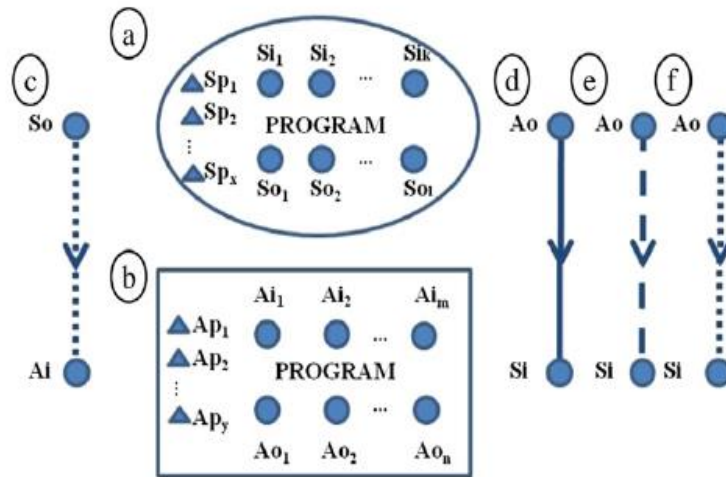 a
c
So
Ai
Si₁ Si₂ ... Siₖ
Sp₁
Sp₂
⋮
Spₓ
PROGRAM
So₁ So₂ ... Soₗ
b
Ai₁ Ai₂ ... Aiₘ
Ap₁
Ap₂
⋮
Apᵧ
PROGRAM
Ao₁ Ao₂ ... Aoₙ
d e f
Ao Ao Ao
Si Si Si